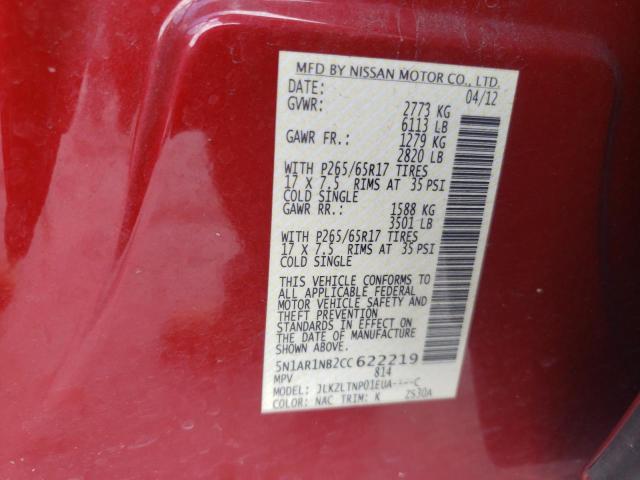 MFD BY NISSAN MOTOR CO., LTD.
DATE: 04/12
GVWR: 2773 KG
6113 LB
GAWR FR.: 1279 KG
2820 LB
WITH P265/65R17 TIRES
17 X 7.5 RIMS AT 35 PSI
COLD SINGLE
GAWR RR.: 1588 KG
3501 LB
WITH P265/65R17 TIRES
17 X 7.5 RIMS AT 35 PSI
COLD SINGLE
THIS VEHICLE CONFORMS TO
ALL APPLICABLE FEDERAL
MOTOR VEHICLE SAFETY AND
THEFT PREVENTION
STANDARDS IN EFFECT ON
THE DATE OF MANUFACTURE
SHOWN ABOVE.
5N1AR1NB2CC622219
MPV 814
MODEL: JLKZLTNP01EUA----C
COLOR: NAC TRIM: K ZS30A